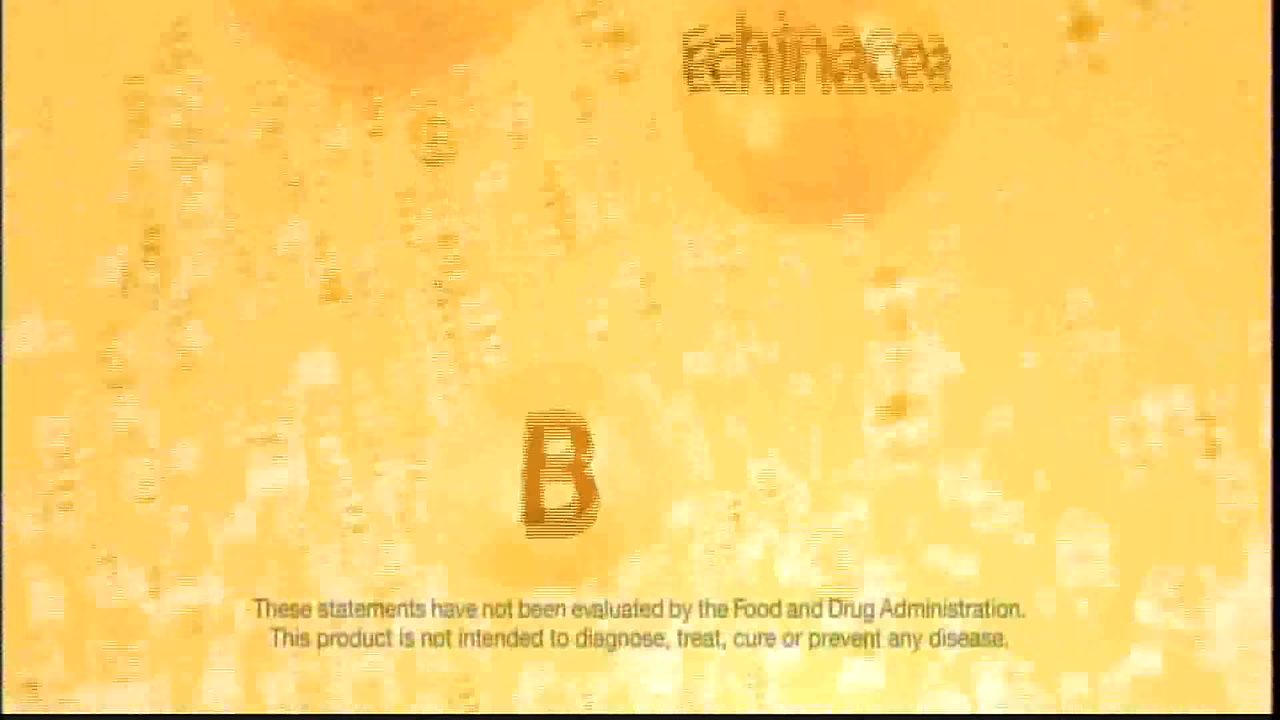 Echinacea
B
These statements have not been evaluated by the Food and Drug Administration.
This product is not intended to diagnose, treat, cure or prevent any disease.